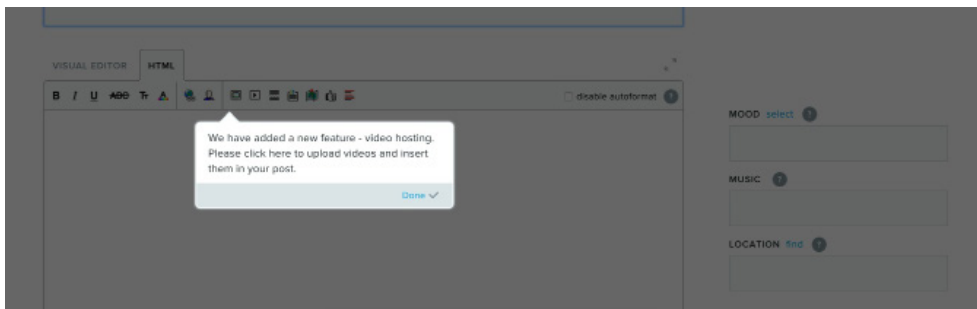 VISUAL EDITOR HTML
B I U ABC Tr A disable autoformat ?
MOOD select ?
We have added a new feature - video hosting.
Please click here to upload videos and insert
them in your post.
Done
MUSIC ?
LOCATION find ?